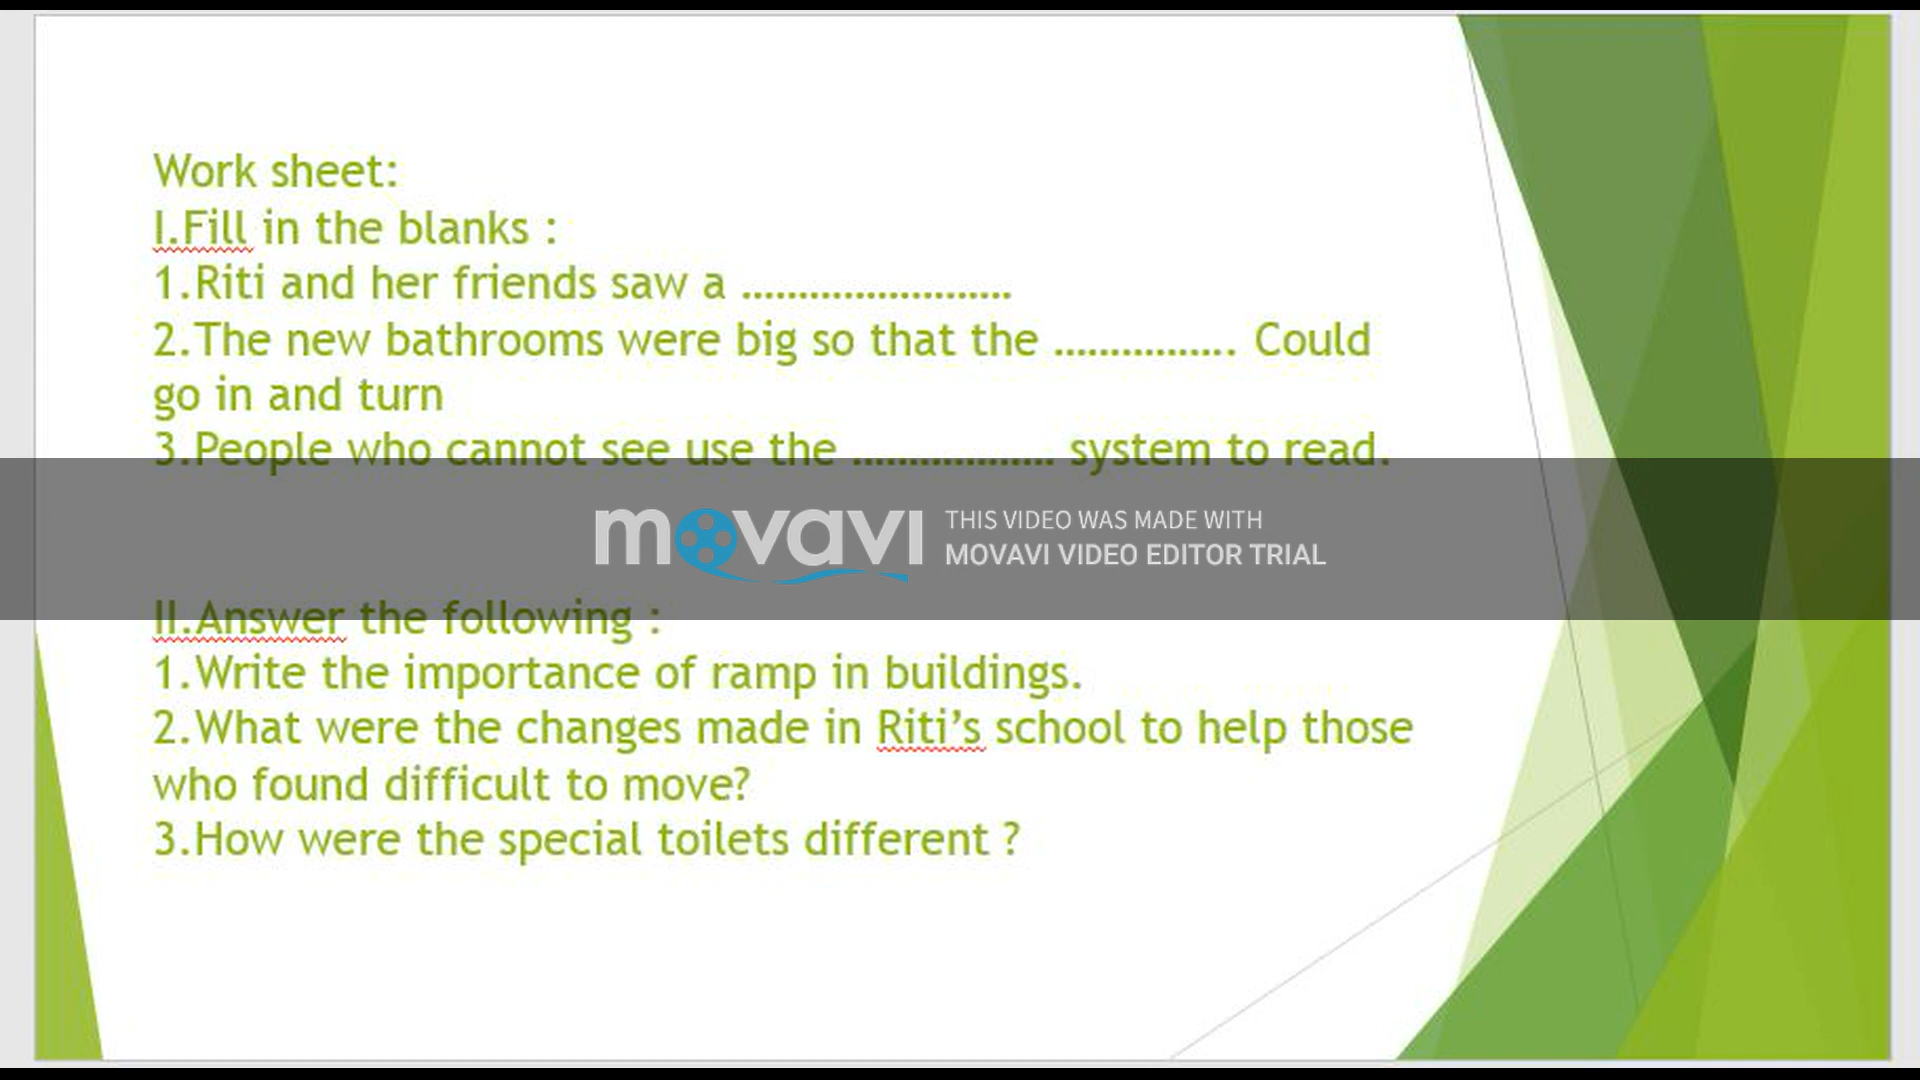 Work sheet:
I.Fill in the blanks :
1.Riti and her friends saw a ........................
2.The new bathrooms were big so that the ................ Could
go in and turn
3.People who cannot see use the .................. system to read.
movavi
THIS VIDEO WAS MADE WITH
MOVAVI VIDEO EDITOR TRIAL
II.Answer the following :
1.Write the importance of ramp in buildings.
2.What were the changes made in Riti’s school to help those
who found difficult to move?
3.How were the special toilets different ?